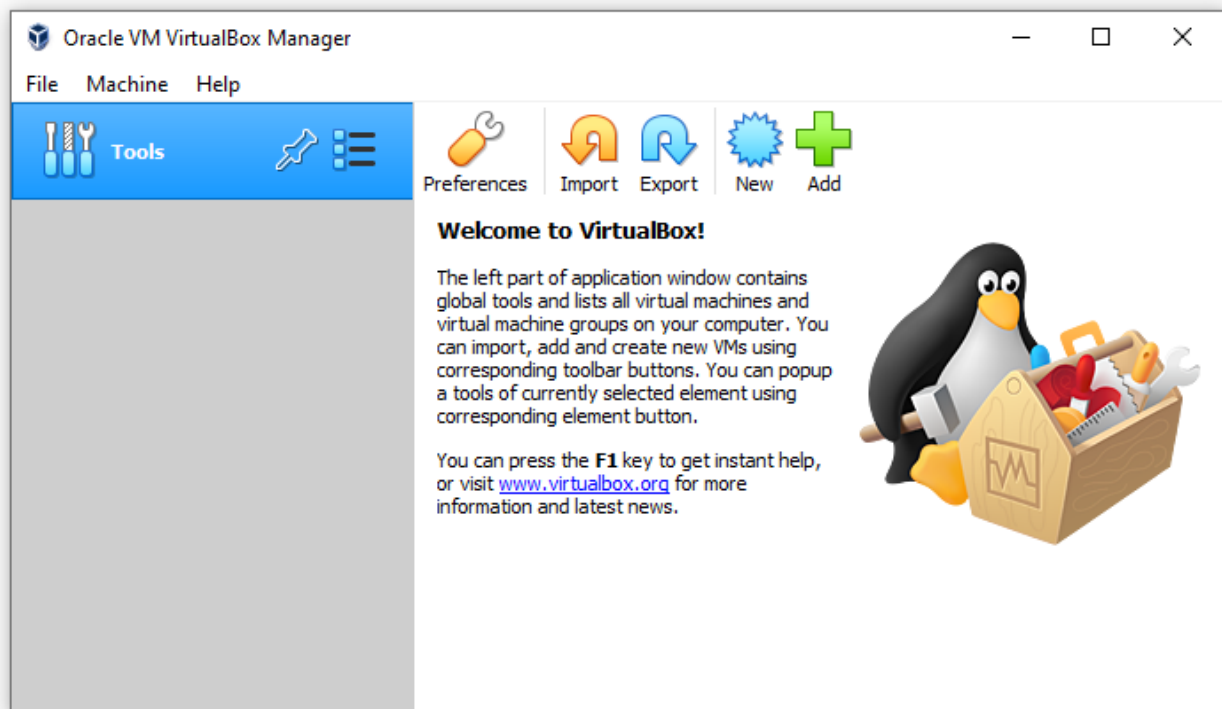 Oracle VM VirtualBox Manager
File Machine Help
Tools
Preferences Import Export New Add
Welcome to VirtualBox!
The left part of application window contains
global tools and lists all virtual machines and
virtual machine groups on your computer. You
can import, add and create new VMs using
corresponding toolbar buttons. You can popup
a tools of currently selected element using
corresponding element button.
You can press the F1 key to get instant help,
or visit www.virtualbox.org for more
information and latest news.